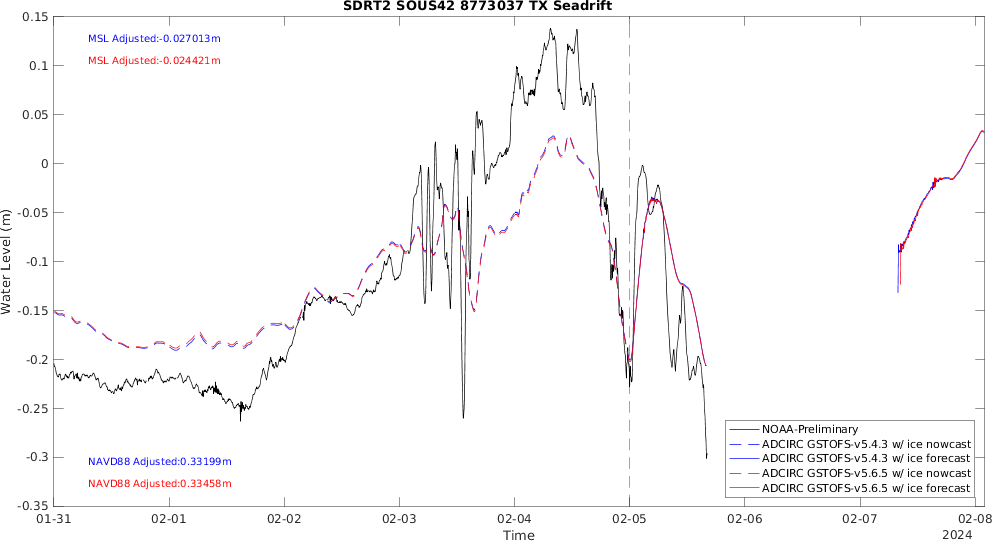 SDRT2 SOUS42 8773037 TX Seadrift
0.15
0.1
0.05
0
-0.05
-0.1
-0.15
-0.2
-0.25
-0.3
-0.35
Water Level (m)
MSL Adjusted:-0.027013m
MSL Adjusted:-0.024421m
NAVD88 Adjusted:0.33199m
NAVD88 Adjusted:0.33458m
NOAA-Preliminary
ADCIRC GSTOFS-v5.4.3 w/ ice nowcast
ADCIRC GSTOFS-v5.4.3 w/ ice forecast
ADCIRC GSTOFS-v5.6.5 w/ ice nowcast
ADCIRC GSTOFS-v5.6.5 w/ ice forecast
01-31 02-01 02-02 02-03 02-04 02-05 02-06 02-07 02-08
Time
2024